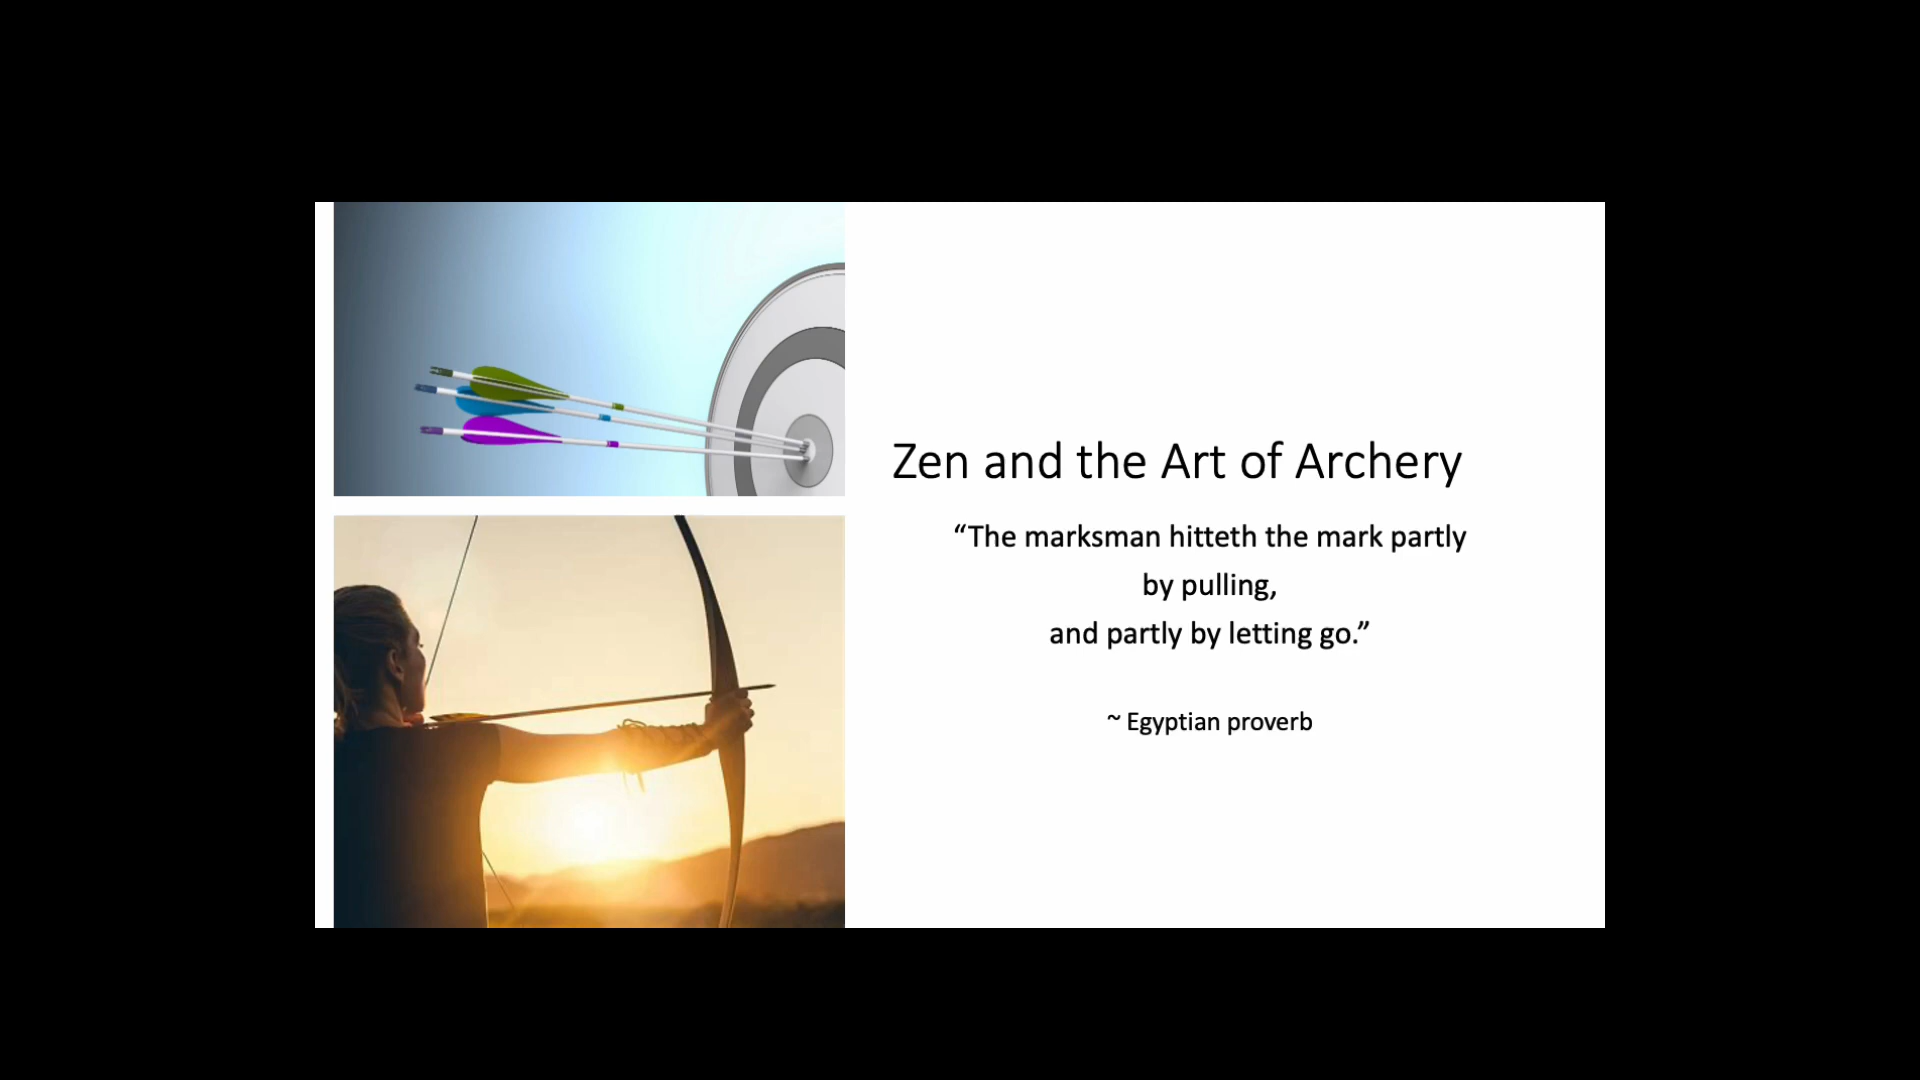 Zen and the Art of Archery
“The marksman hitteth the mark partly
by pulling,
and partly by letting go.”
~ Egyptian proverb